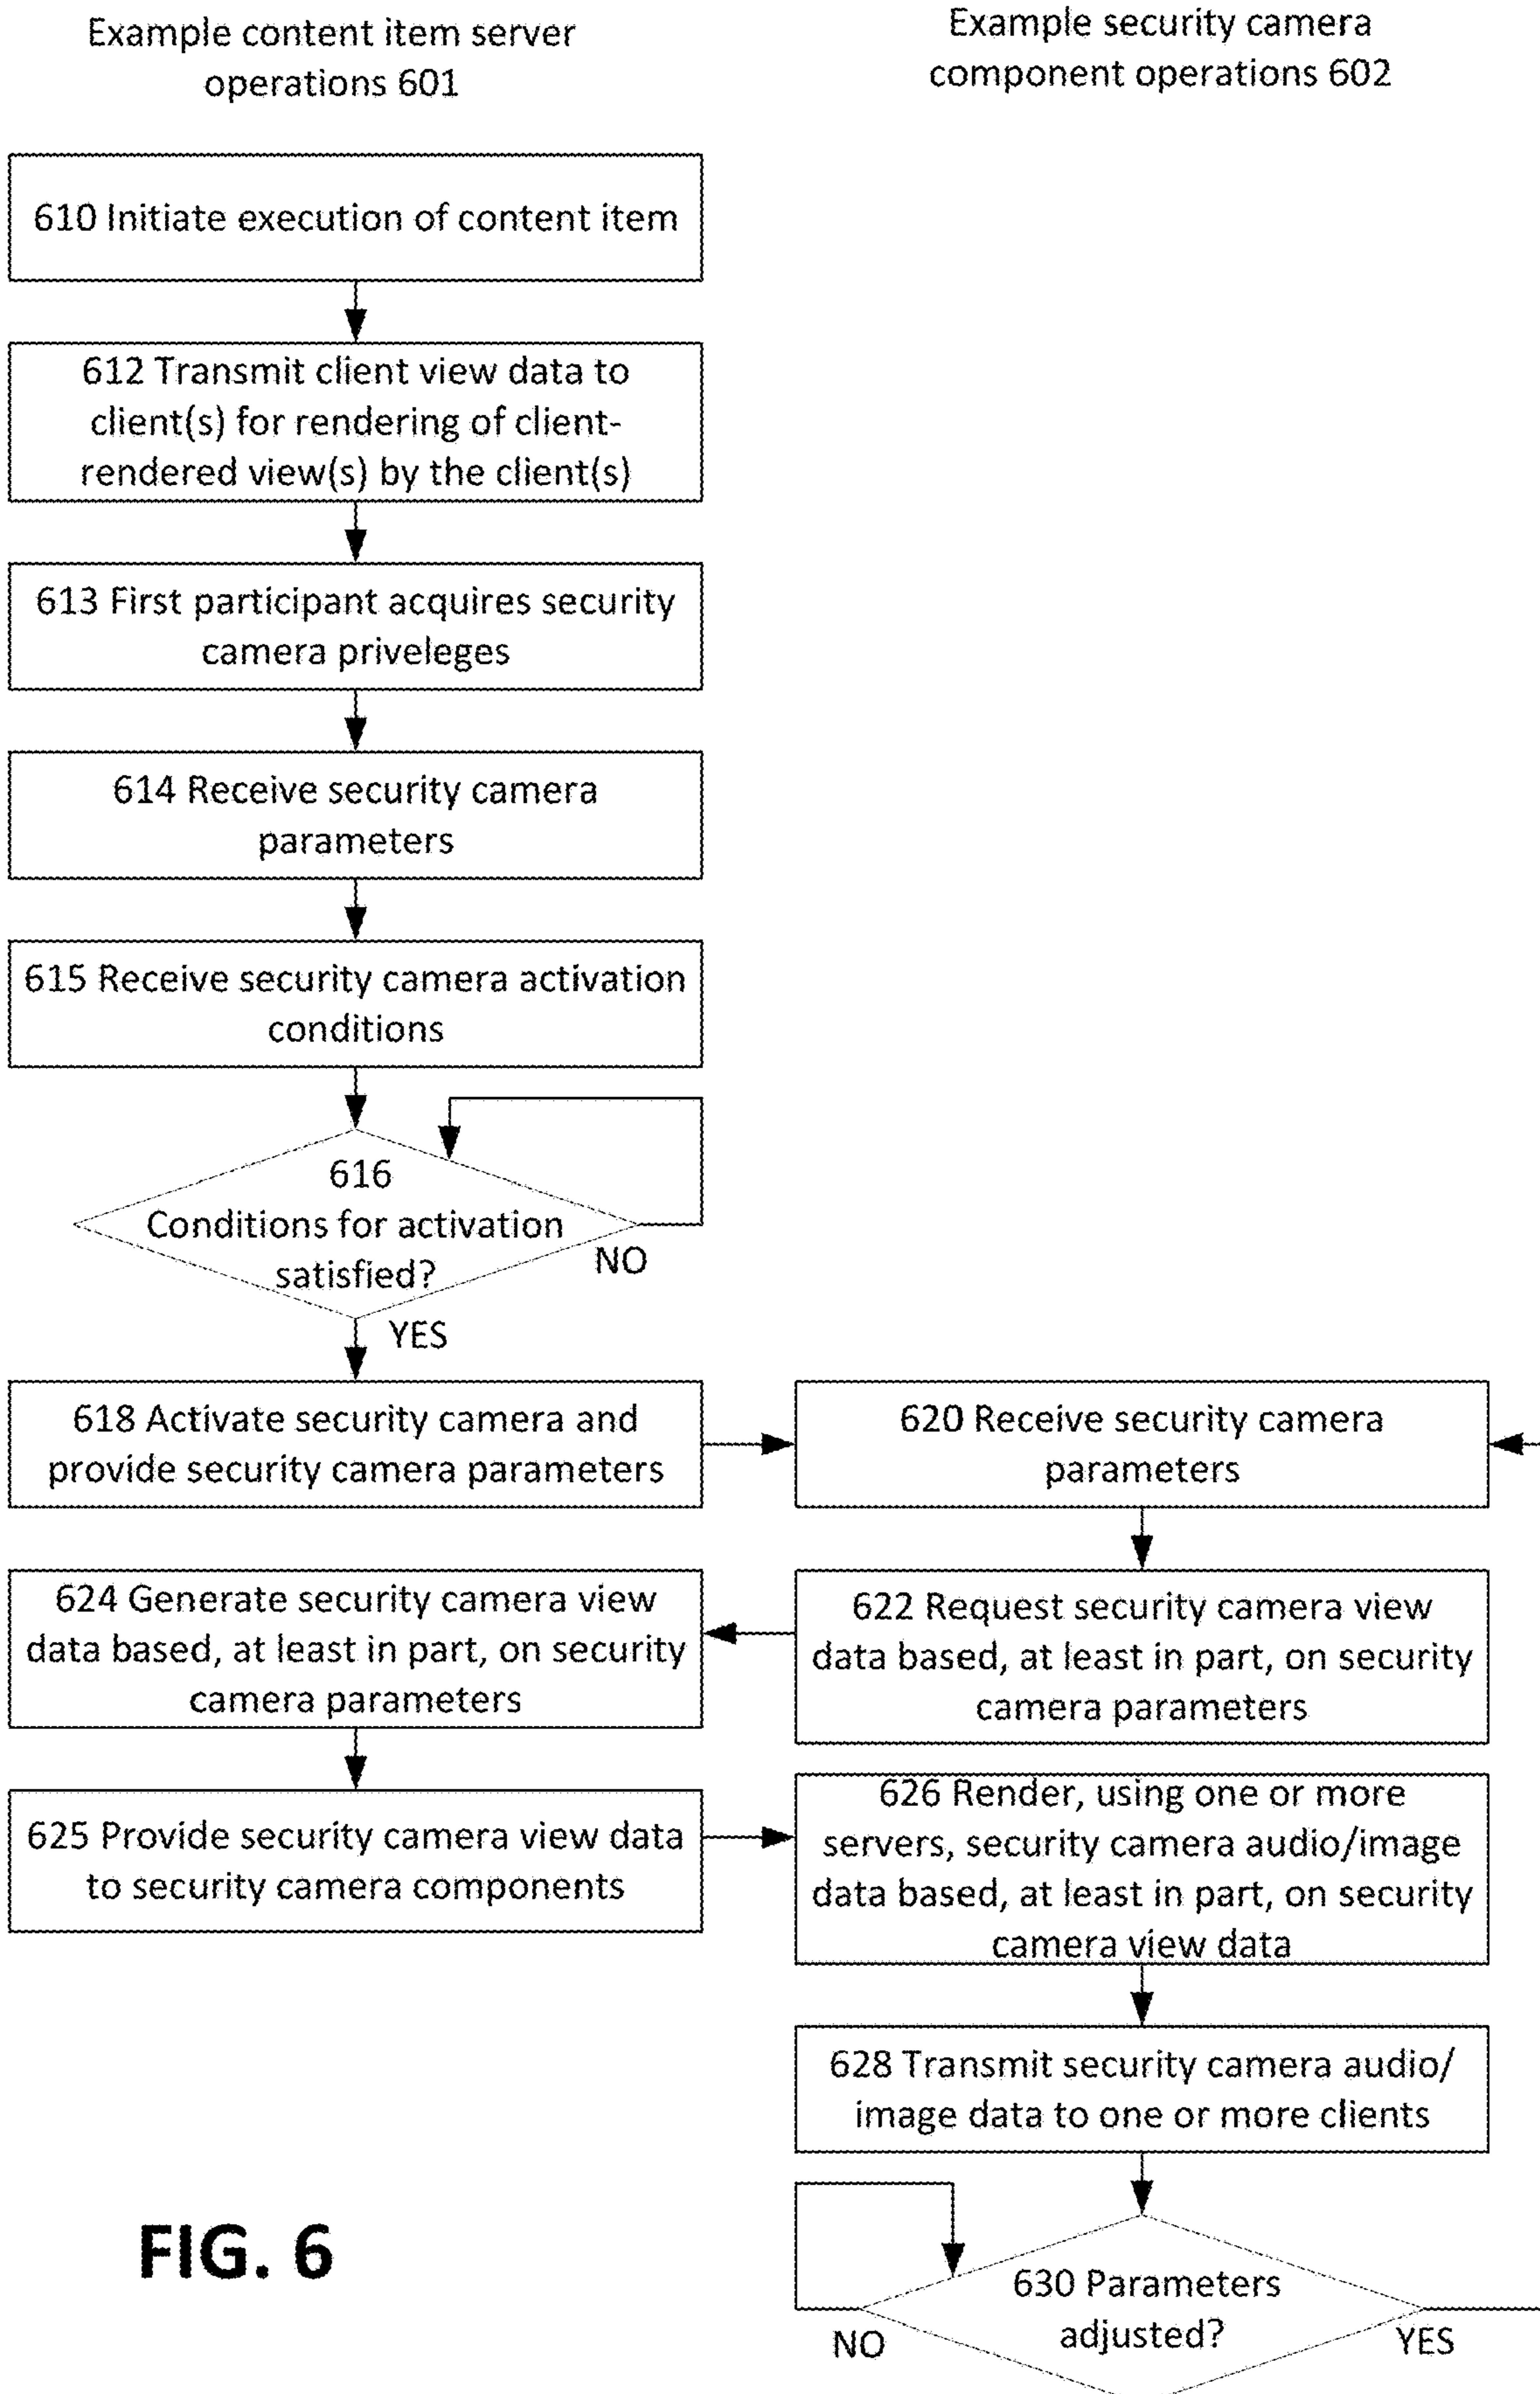 Example content item server
operations 601
Example security camera
component operations 602
610 Initiate execution of content item
612 Transmit client view data to
client(s) for rendering of client-
rendered view(s) by the client(s)
613 First participant acquires security
camera priveleges
614 Receive security camera
parameters
615 Receive security camera activation
conditions
616
Conditions for activation
satisfied?
NO
YES
618 Activate security camera and
provide security camera parameters
620 Receive security camera
parameters
622 Request security camera view
data based, at least in part, on security
camera parameters
624 Generate security camera view
data based, at least in part, on security
camera parameters
625 Provide security camera view data
to security camera components
626 Render, using one or more
servers, security camera audio/image
data based, at least in part, on security
camera view data
628 Transmit security camera audio/
image data to one or more clients
630 Parameters
adjusted?
NO
YES
FIG. 6